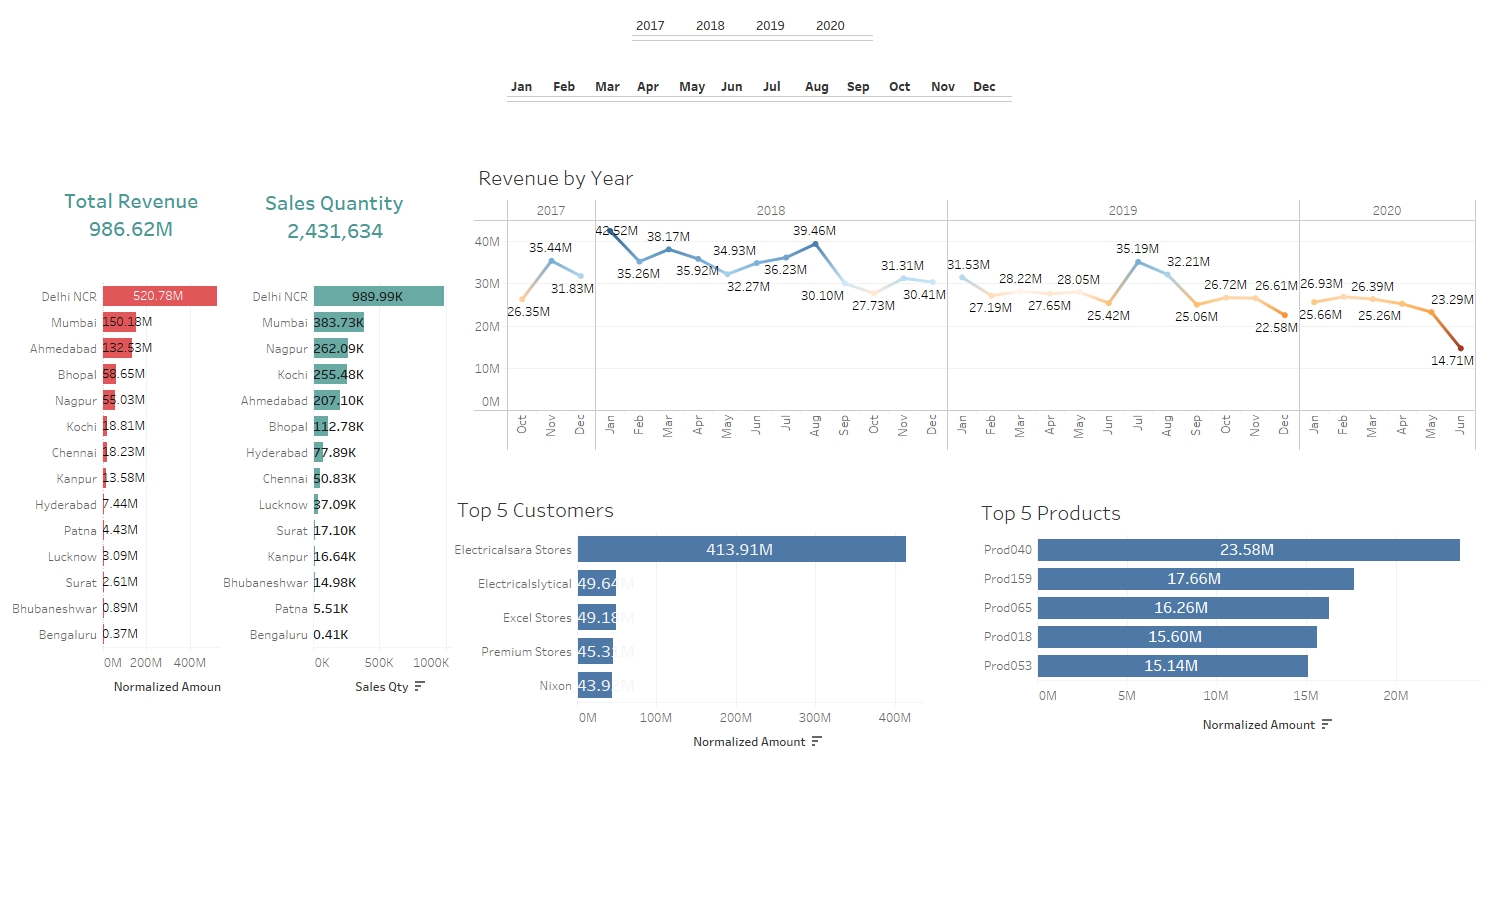 2017 2018 2019 2020
Jan Feb Mar Apr May Jun Jul Aug Sep Oct Nov Dec
Total Revenue
986.62M
Delhi NCR 520.78M
Mumbai 150.18M
Ahmedabad 132.53M
Bhopal 58.65M
Nagpur 55.03M
Kochi 18.81M
Chennai 18.23M
Kanpur 13.58M
Hyderabad 7.44M
Patna 4.43M
Lucknow 3.09M
Surat 2.61M
Bhubaneshwar 0.89M
Bengaluru 0.37M
0M 200M 400M
Normalized Amoun
Sales Quantity
2,431,634
Delhi NCR 989.99K
Mumbai 383.73K
Nagpur 262.09K
Kochi 255.48K
Ahmedabad 207.10K
Bhopal 112.78K
Hyderabad 77.89K
Chennai 50.83K
Lucknow 37.09K
Surat 17.10K
Kanpur 16.64K
Bhubaneshwar 14.98K
Patna 5.51K
Bengaluru 0.41K
0K 500K 1000K
Sales Qty
Revenue by Year
2017 2018 2019 2020
40M
30M
20M
10M
0M
26.35M 35.44M 31.83M 42.52M 35.26M 38.17M 35.92M 34.93M 32.27M 36.23M 39.46M 30.10M 27.73M 31.31M 30.41M 31.53M 27.19M 28.22M 27.65M 28.05M 25.42M 35.19M 32.21M 25.06M 26.72M 26.61M 22.58M 25.66M 26.93M 26.39M 25.26M 23.29M 14.71M
Oct Nov Dec Jan Feb Mar Apr May Jun Jul Aug Sep Oct Nov Dec Jan Feb Mar Apr May Jun Jul Aug Sep Oct Nov Dec Jan Feb Mar Apr May Jun
Top 5 Customers
Electricalsara Stores 413.91M
Electricalslytical 49.64M
Excel Stores 49.18M
Premium Stores
Nixon
0M 100M 200M 300M 400M
Normalized Amount
Top 5 Products
Prod040 23.58M
Prod159 17.66M
Prod065 16.26M
Prod018 15.60M
Prod053 15.14M
0M 5M 10M 15M 20M
Normalized Amount